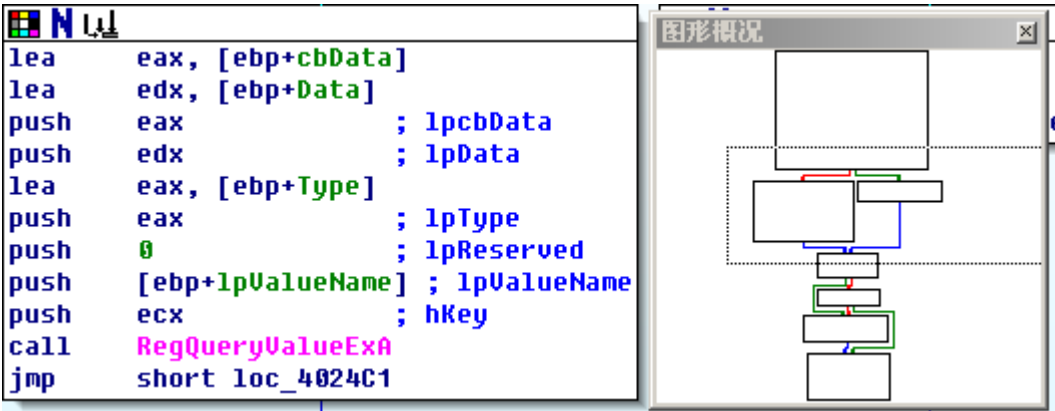 N
lea eax, [ebp+cbData]
lea edx, [ebp+Data]
push eax ; lpcbData
push edx ; lpData
lea eax, [ebp+Type]
push eax ; lpType
push 0 ; lpReserved
push [ebp+lpValueName] ; lpValueName
push ecx ; hKey
call RegQueryValueExA
jmp short loc_4024C1
图形概况